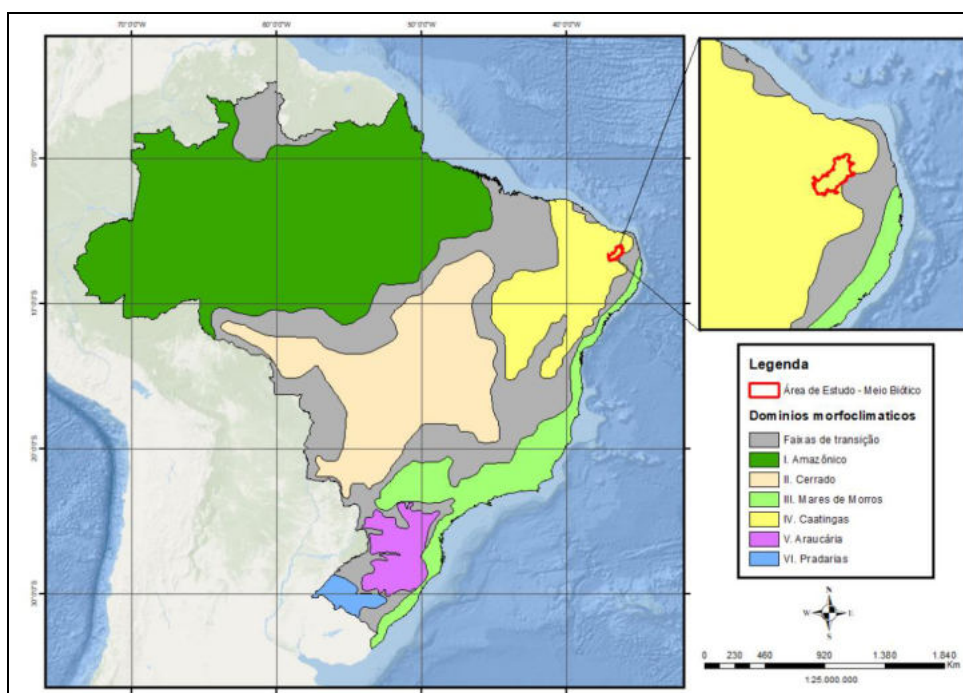 70°0'0"W 60°0'0"W 50°0'0"W 40°0'0"W
0°0'0"
10°0'0"S
20°0'0"S
30°0'0"S
Legenda
Área de Estudo - Meio Biótico
Domínios morfoclimaticos
Faixas de transição
I. Amazônico
II. Cerrado
III. Mares de Morros
IV. Caatingas
V. Araucária
VI. Pradarias
N
W E
S
0 230 460 920 1.380 1.840
Km
1:25.000.000